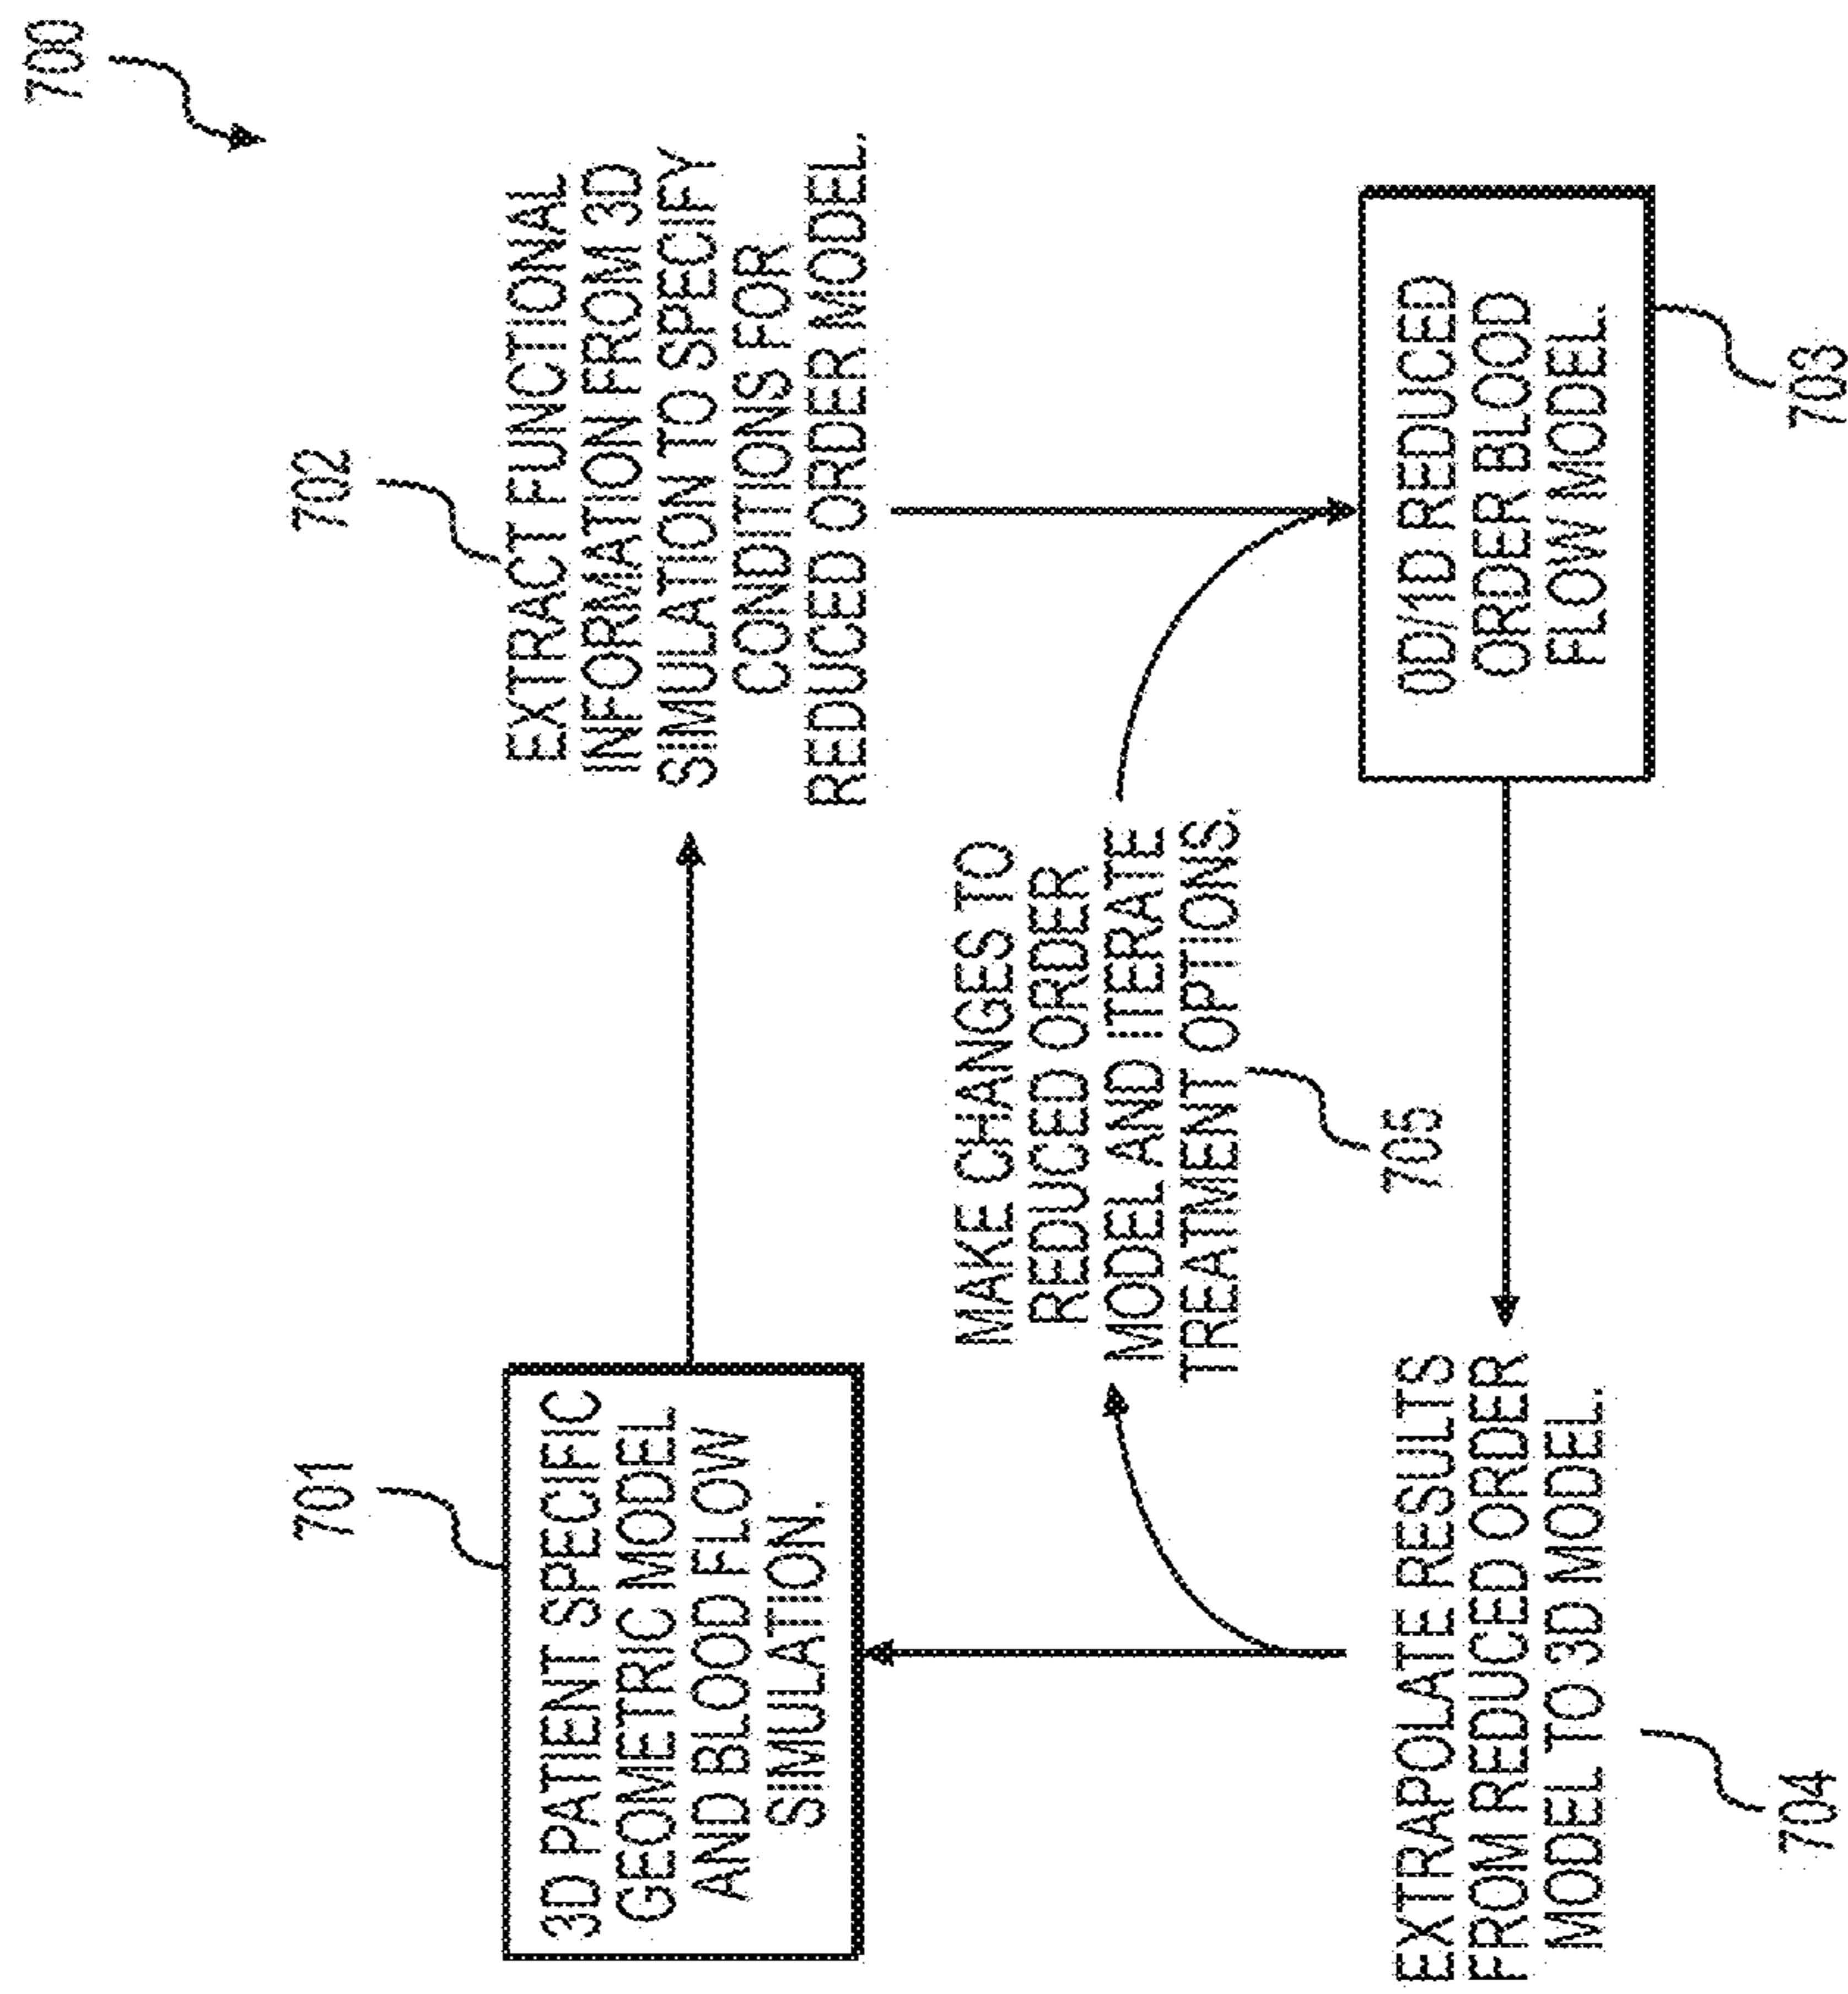 700
702
EXTRACT FUNCTIONAL
INFORMATION FROM 3D
SIMULATION TO SPECIFY
CONDITIONS FOR
REDUCED ORDER MODEL.
701
3D PATIENT SPECIFIC
GEOMETRIC MODEL
AND BLOOD FLOW
SIMULATION.
MAKE CHANGES TO
REDUCED ORDER
MODEL AND ITERATE
TREATMENT OPTIONS.
705
0D/1D REDUCED
ORDER BLOOD
FLOW MODEL.
703
EXTRAPOLATE RESULTS
FROM REDUCED ORDER
MODEL TO 3D MODEL.
704